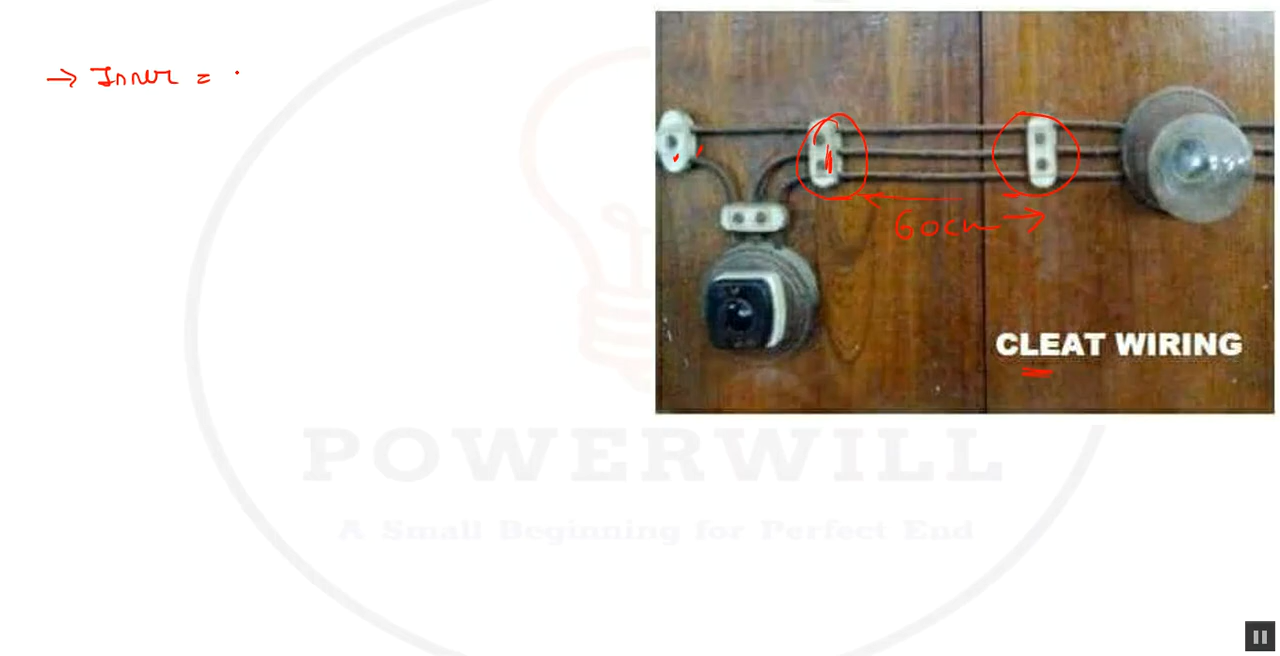 → Inner =
60cm
CLEAT WIRING
POWERWILL
A Small Beginning for Perfect End